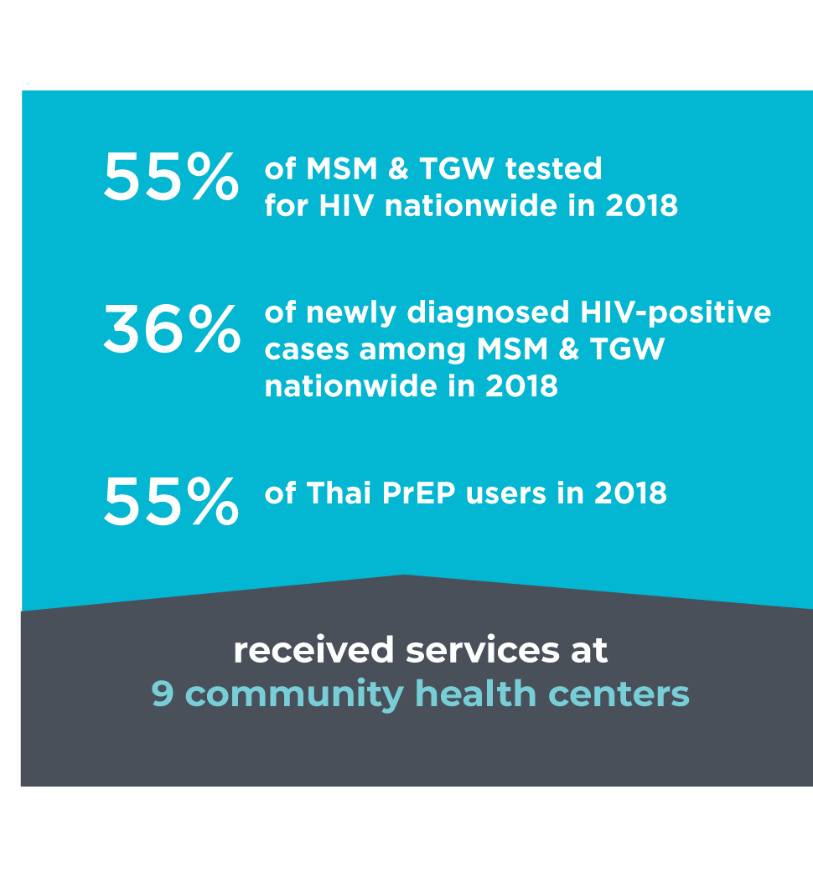 55% of MSM & TGW tested
for HIV nationwide in 2018
36% of newly diagnosed HIV-positive
cases among MSM & TGW
nationwide in 2018
55% of Thai PrEP users in 2018
received services at
9 community health centers